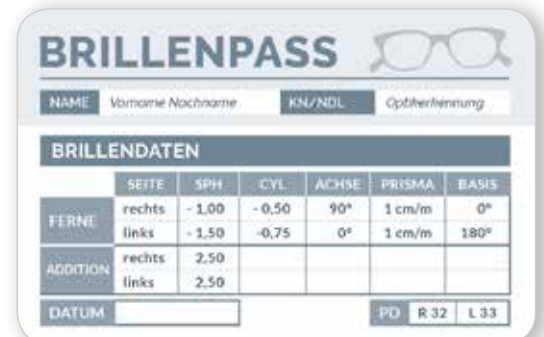 BRILLENPASS
NAME Vorname Nachname KN/NDL Optikerkennung
BRILLENDATEN
SEITE SPH CYL ACHSE PRISMA BASIS
FERNE
rechts - 1,00 - 0,50 90° 1 cm/m 0°
links - 1,50 -0,75 0° 1 cm/m 180°
ADDITION
rechts 2,50
links 2,50
DATUM PD R 32 L 33